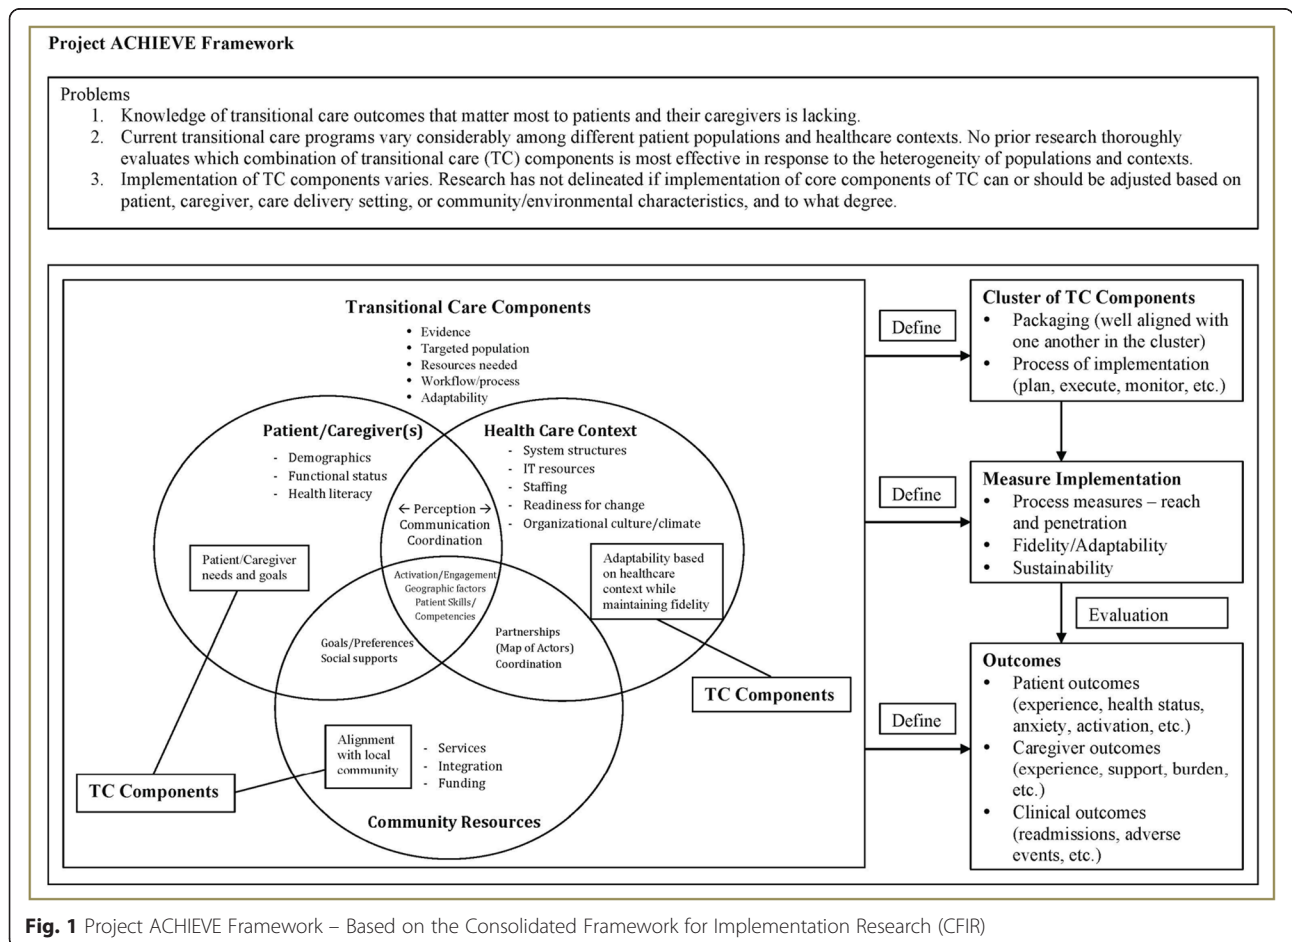 Project ACHIEVE Framework
Problems
1. Knowledge of transitional care outcomes that matter most to patients and their caregivers is lacking.
2. Current transitional care programs vary considerably among different patient populations and healthcare contexts. No prior research thoroughly
evaluates which combination of transitional care (TC) components is most effective in response to the heterogeneity of populations and contexts.
3. Implementation of TC components varies. Research has not delineated if implementation of core components of TC can or should be adjusted based on
patient, caregiver, care delivery setting, or community/environmental characteristics, and to what degree.
Transitional Care Components
• Evidence
• Targeted population
• Resources needed
• Workflow/process
• Adaptability
Patient/Caregiver(s)
- Demographics
- Functional status
- Health literacy
Health Care Context
- System structures
- IT resources
- Staffing
- Readiness for change
- Organizational culture/climate
← Perception →
Communication
Coordination
Patient/Caregiver
needs and goals
Adaptability based
on healthcare
context while
maintaining fidelity
Activation/Engagement
Geographic factors
Patient Skills/
Competencies
Goals/Preferences
Social supports
Partnerships
(Map of Actors)
Coordination
TC Components
Alignment
with local
community
- Services
- Integration
- Funding
TC Components
Community Resources
Define
Cluster of TC Components
• Packaging (well aligned with
one another in the cluster)
• Process of implementation
(plan, execute, monitor, etc.)
Define
Measure Implementation
• Process measures – reach
and penetration
• Fidelity/Adaptability
• Sustainability
Evaluation
Define
Outcomes
• Patient outcomes
(experience, health status,
anxiety, activation, etc.)
• Caregiver outcomes
(experience, support, burden,
etc.)
• Clinical outcomes
(readmissions, adverse
events, etc.)
Fig. 1 Project ACHIEVE Framework – Based on the Consolidated Framework for Implementation Research (CFIR)